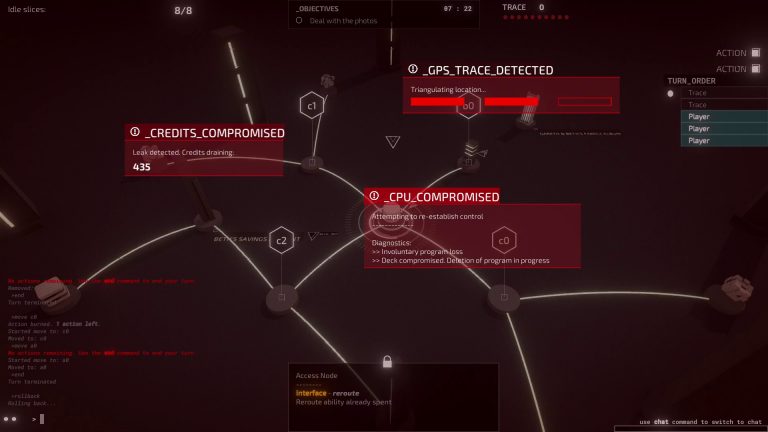 Idle slices:
8/8
_OBJECTIVES
07 : 22
Deal with the photos
TRACE 0
ACTION
ACTION
TURN_ORDER
Trace
Trace
Player
Player
Player
_GPS_TRACE_DETECTED
Triangulating location...
b0
c1
_CREDITS_COMPROMISED
Leak detected. Credits draining:
435
_CPU_COMPROMISED
Attempting to re-establish control
----------
Diagnostics:
>> Involuntary program loss
>> Deck compromised. Deletion of program in progress
c2
c0
BETH'S SAVINGS
No actions remaining. Use the end command to end your turn
Removed:
>end
Turn terminated
>move c0
Action burned. 1 action left.
Started move to: c0
Moved to: c0
>move a0
No actions remaining. Use the end command to end your turn
Started move to: a0
Moved to: a0
>end
Turn terminated
>rollback
Rolling back...
>
Access Node
--------
Interface - reroute
Reroute ability already spent
use chat command to switch to chat